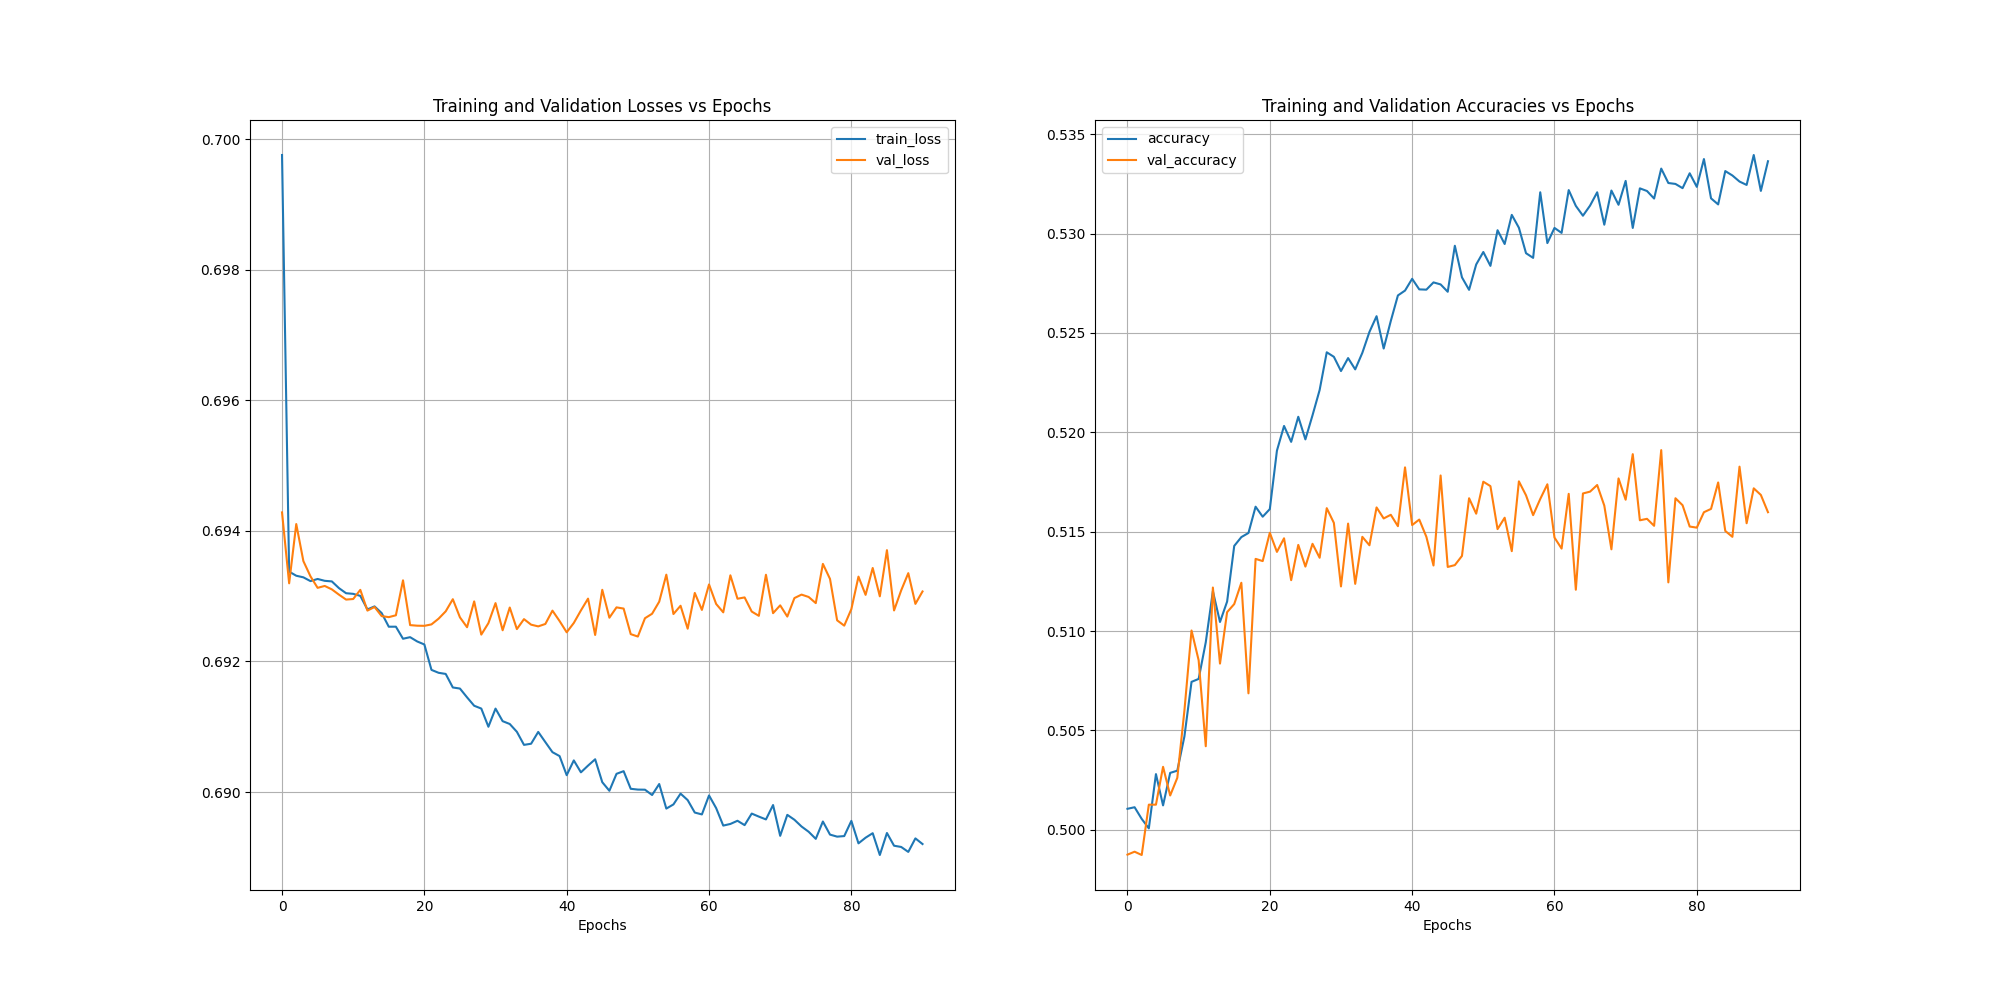 Training and Validation Losses vs Epochs
0.700
0.698
0.696
0.694
0.692
0.690
train_loss
val_loss
0 20 40 60 80
Epochs
Training and Validation Accuracies vs Epochs
0.535
0.530
0.525
0.520
0.515
0.510
0.505
0.500
accuracy
val_accuracy
0 20 40 60 80
Epochs